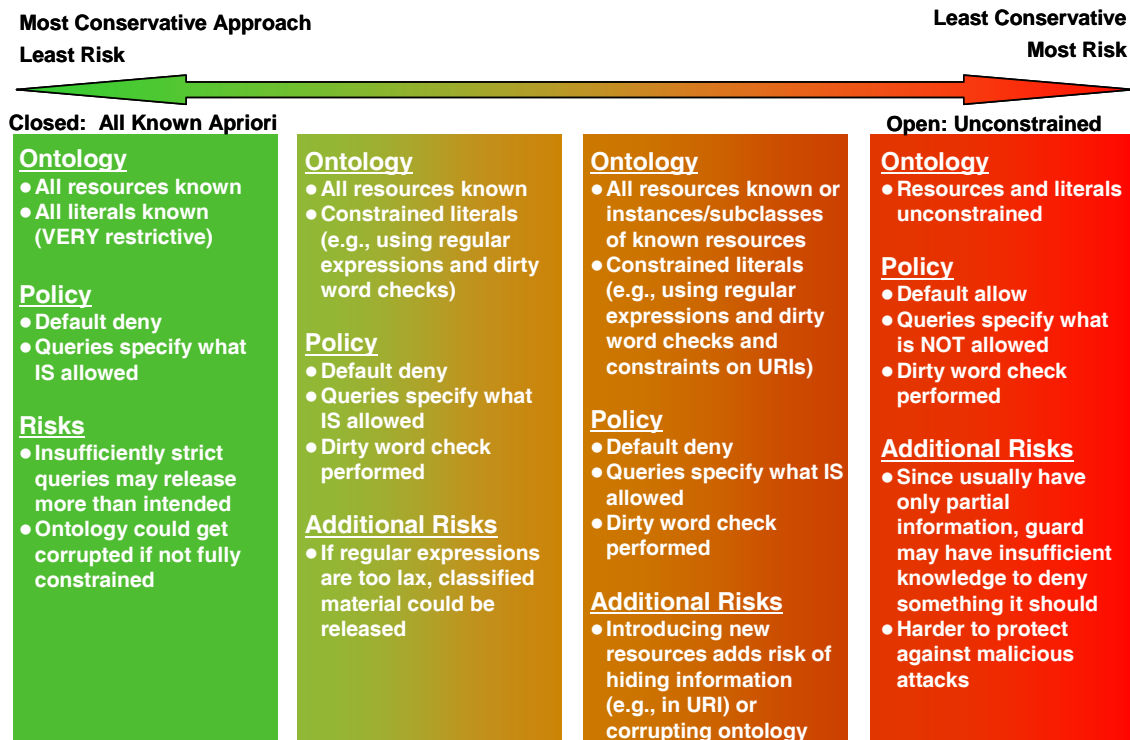 Most Conservative Approach
Least Risk
Least Conservative
Most Risk
Closed: All Known Apriori
Open: Unconstrained
Ontology
● All resources known
● All literals known
(VERY restrictive)
Policy
● Default deny
● Queries specify what
IS allowed
Risks
● Insufficiently strict
queries may release
more than intended
● Ontology could get
corrupted if not fully
constrained
Ontology
● All resources known
● Constrained literals
(e.g., using regular
expressions and dirty
word checks)
Policy
● Default deny
● Queries specify what
IS allowed
● Dirty word check
performed
Additional Risks
● If regular expressions
are too lax, classified
material could be
released
Ontology
● All resources known or
instances/subclasses
of known resources
● Constrained literals
(e.g., using regular
expressions and dirty
word checks and
constraints on URIs)
Policy
● Default deny
● Queries specify what IS
allowed
● Dirty word check
performed
Additional Risks
● Introducing new
resources adds risk of
hiding information
(e.g., in URI) or
corrupting ontology
Ontology
● Resources and literals
unconstrained
Policy
● Default allow
● Queries specify what
is NOT allowed
● Dirty word check
performed
Additional Risks
● Since usually have
only partial
information, guard
may have insufficient
knowledge to deny
something it should
● Harder to protect
against malicious
attacks